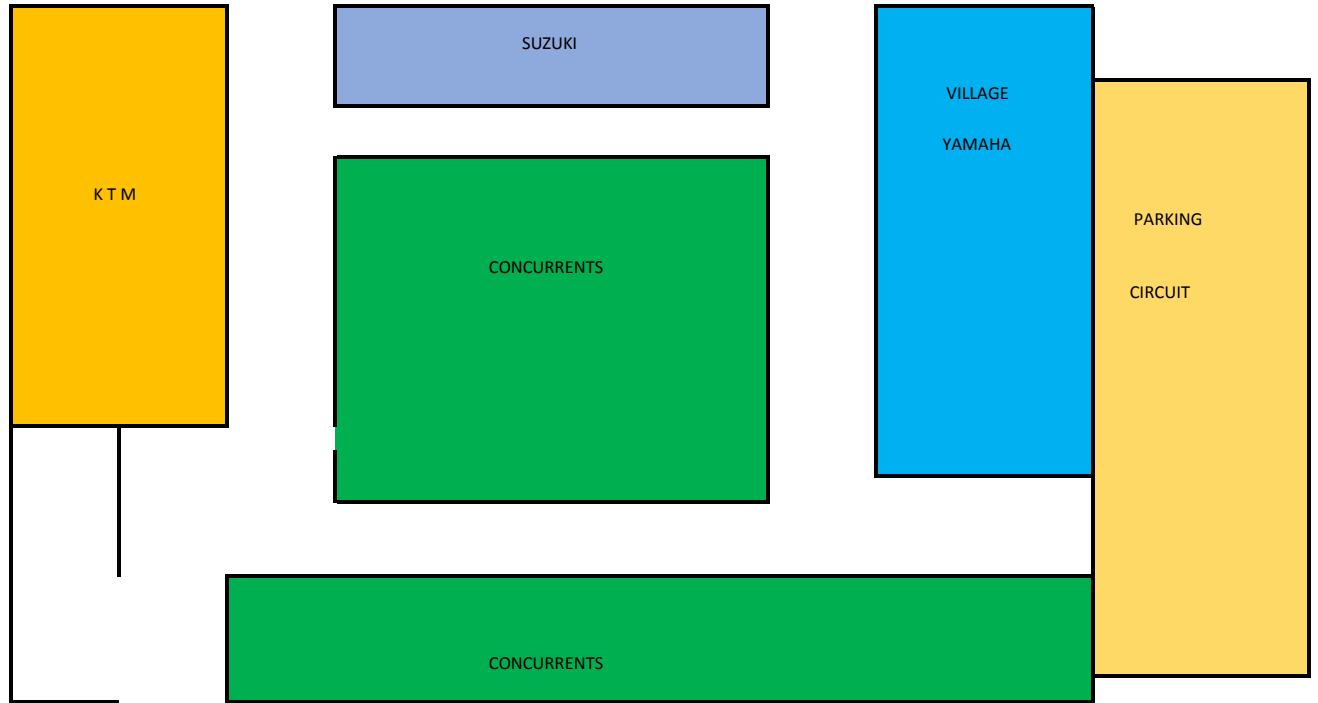 SUZUKI
VILLAGE
YAMAHA
K T M
PARKING
CONCURRENTS
CIRCUIT
CONCURRENTS